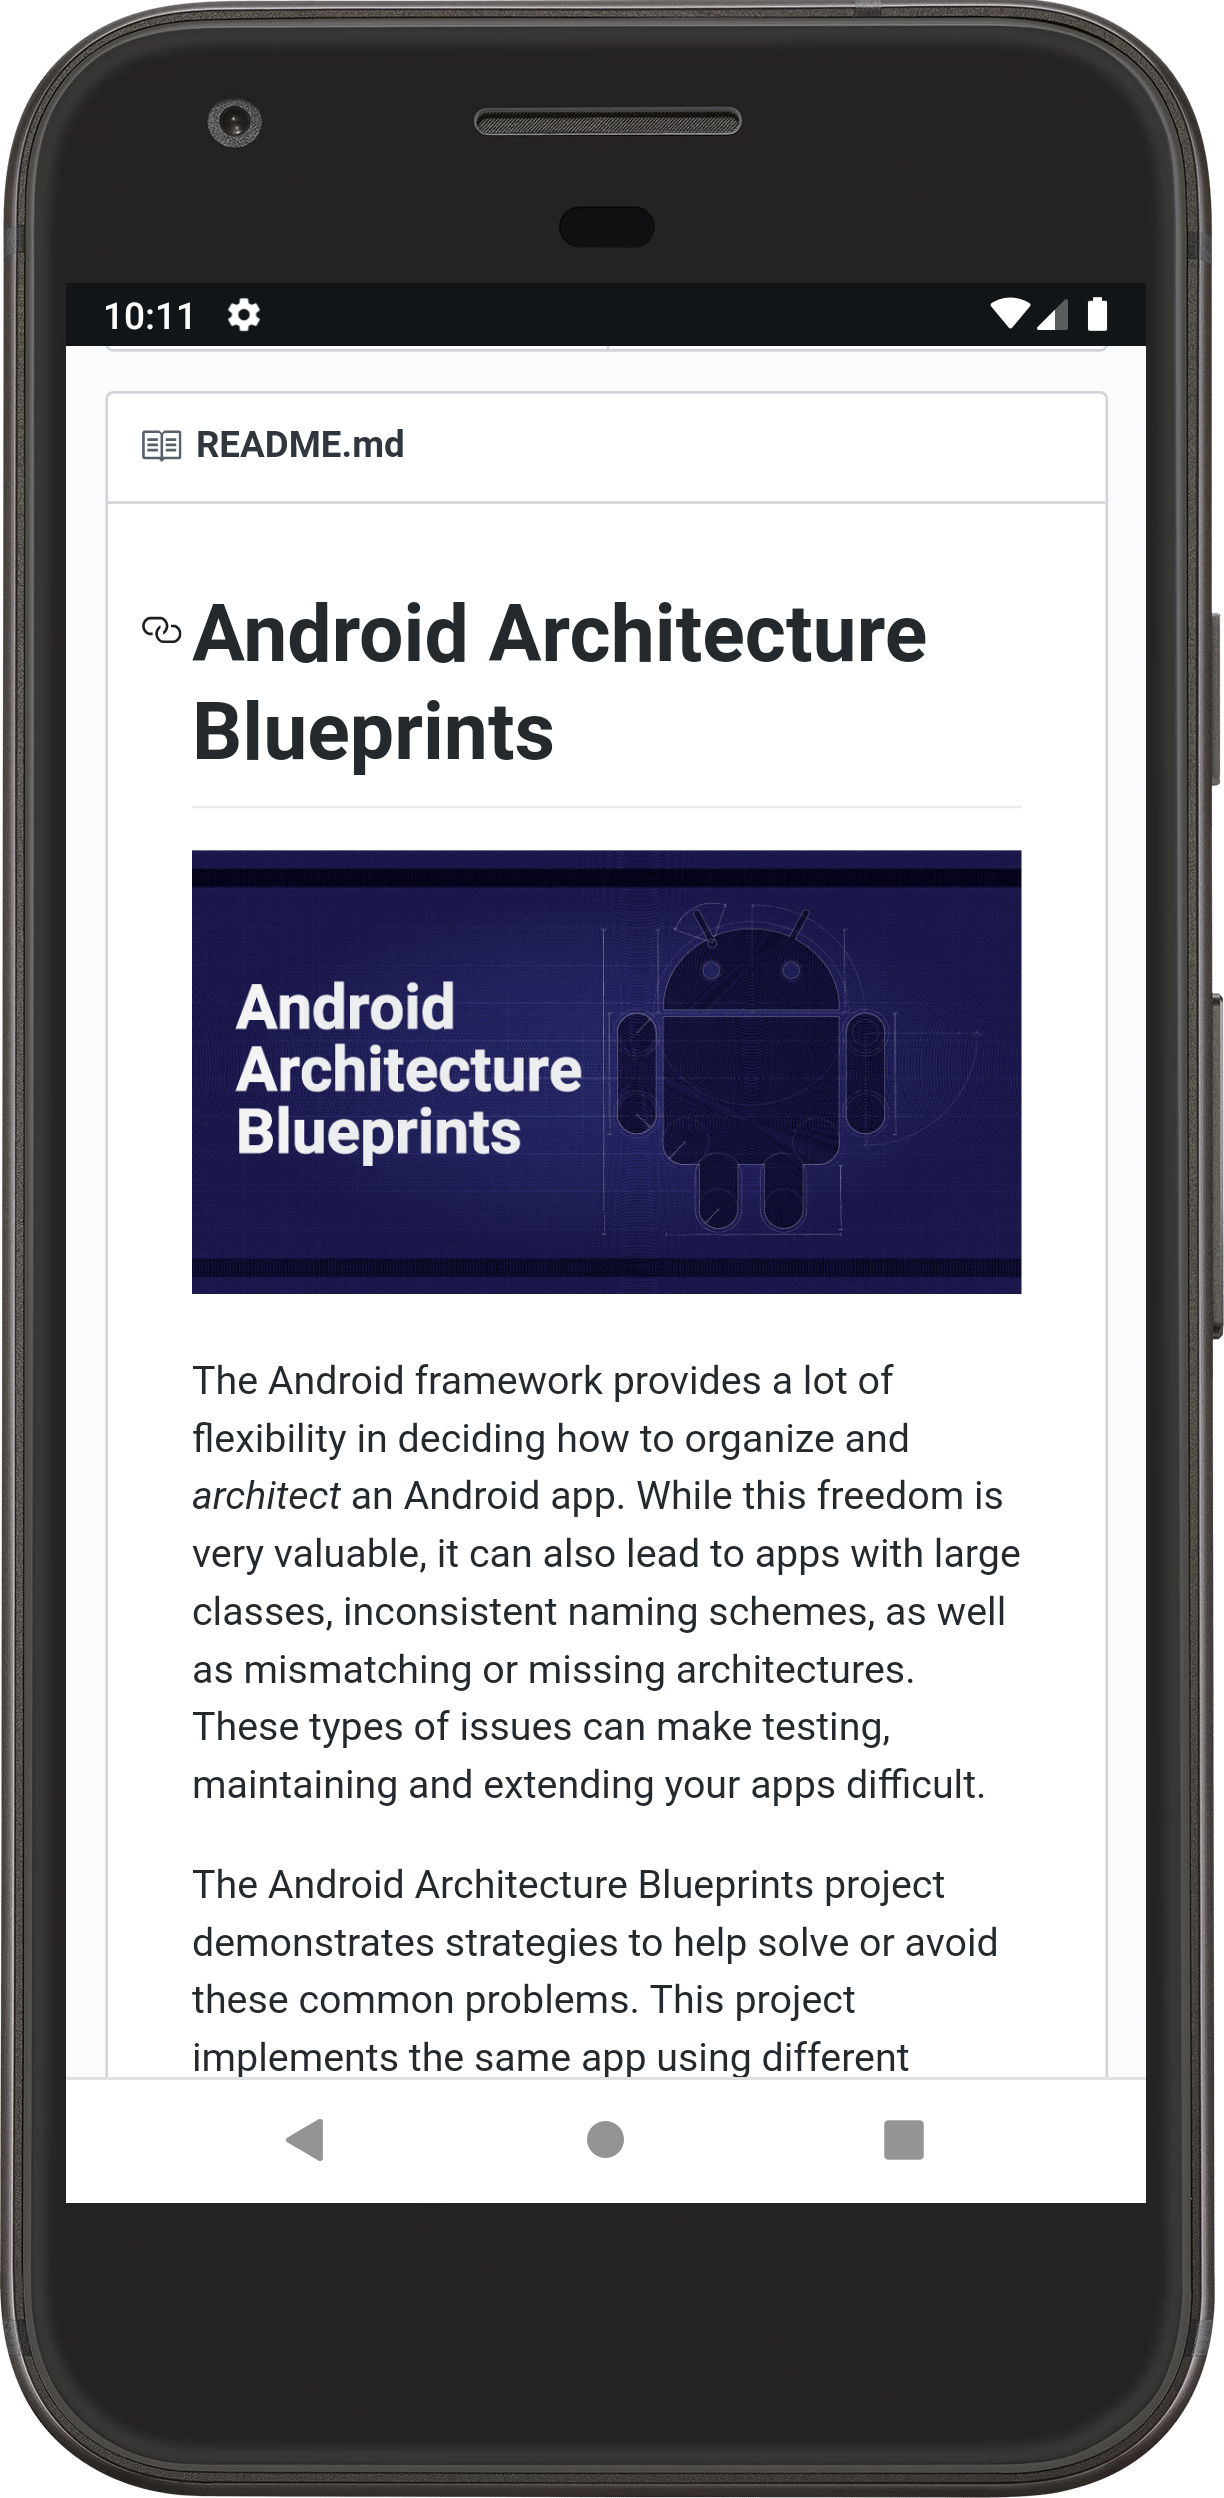 10:11
README.md
Android Architecture
Blueprints
Android
Architecture
Blueprints
The Android framework provides a lot of
flexibility in deciding how to organize and
architect an Android app. While this freedom is
very valuable, it can also lead to apps with large
classes, inconsistent naming schemes, as well
as mismatching or missing architectures.
These types of issues can make testing,
maintaining and extending your apps difficult.
The Android Architecture Blueprints project
demonstrates strategies to help solve or avoid
these common problems. This project
implements the same app using different